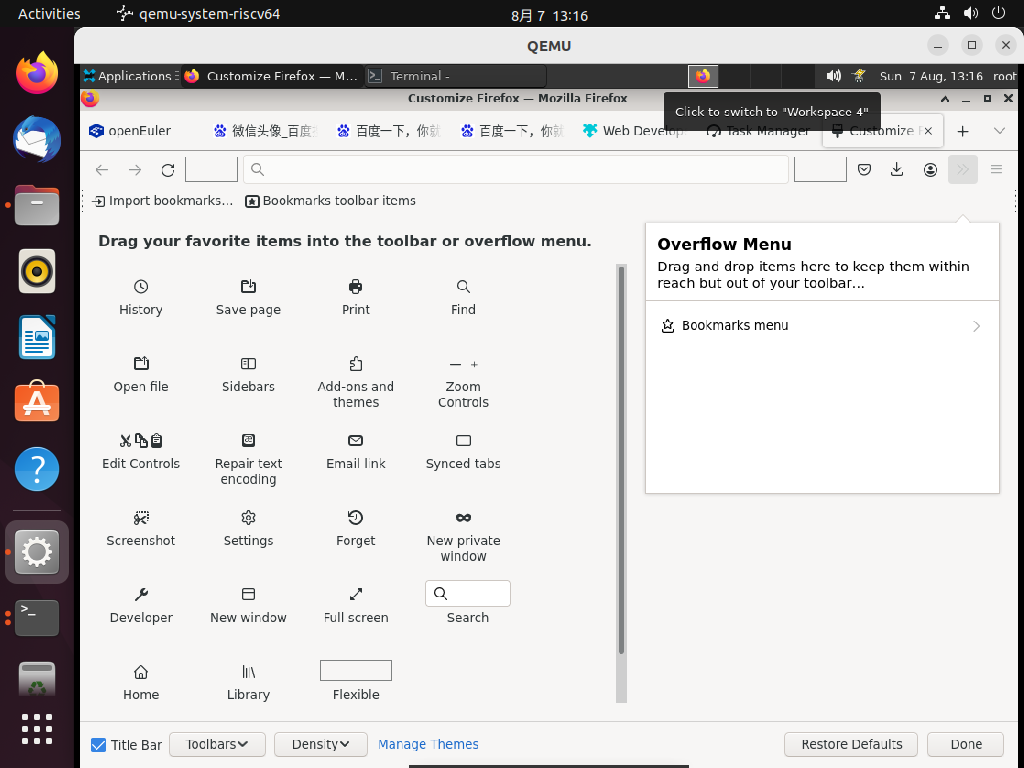 Activities
qemu-system-riscv64
8月 7 13:16
QEMU
Applications
Customize Firefox — M...
Terminal -
Sun 7 Aug, 13:16 root
Customize Firefox — Mozilla Firefox
Click to switch to "Workspace 4"
openEuler
微信头像_百度
百度一下，你就
百度一下，你就
Web Develop
Task Manager
Customize F
Import bookmarks...
Bookmarks toolbar items
Drag your favorite items into the toolbar or overflow menu.
History
Save page
Print
Find
Open file
Sidebars
Add-ons and
themes
Zoom
Controls
Edit Controls
Repair text
encoding
Email link
Synced tabs
Screenshot
Settings
Forget
New private
window
Developer
New window
Full screen
Search
Home
Library
Flexible
Overflow Menu
Drag and drop items here to keep them within
reach but out of your toolbar...
Bookmarks menu
Title Bar
Toolbars
Density
Manage Themes
Restore Defaults
Done